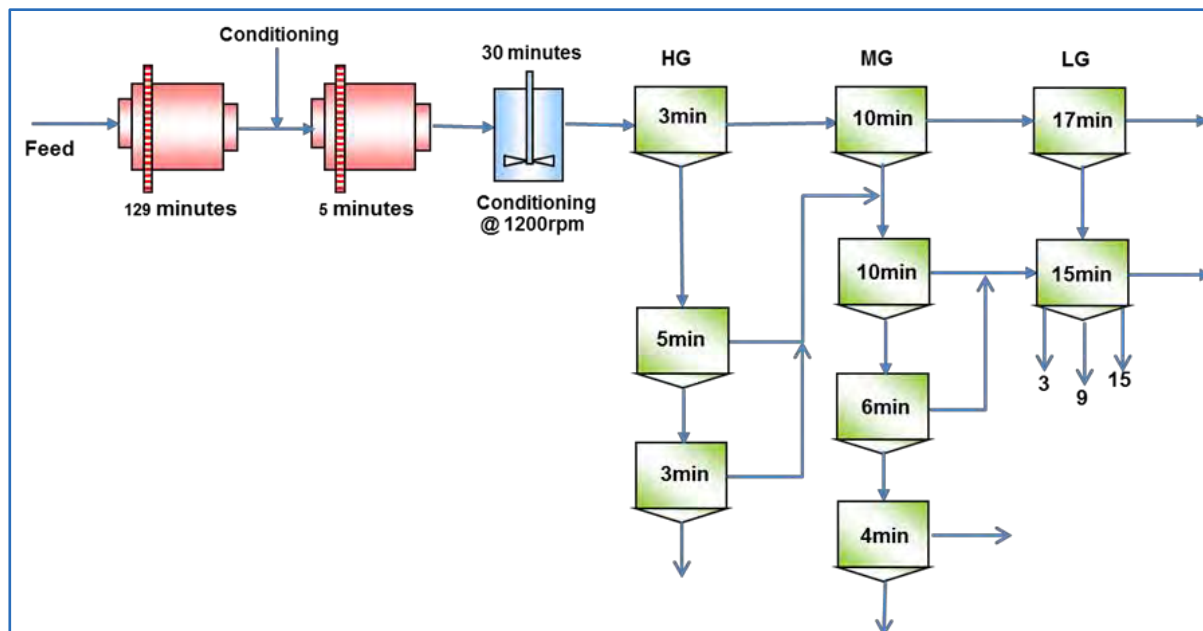 Conditioning
Feed
129 minutes
5 minutes
30 minutes
Conditioning
@ 1200rpm
HG
MG
LG
3min
10min
17min
10min
15min
5min
3
9
15
6min
3min
4min